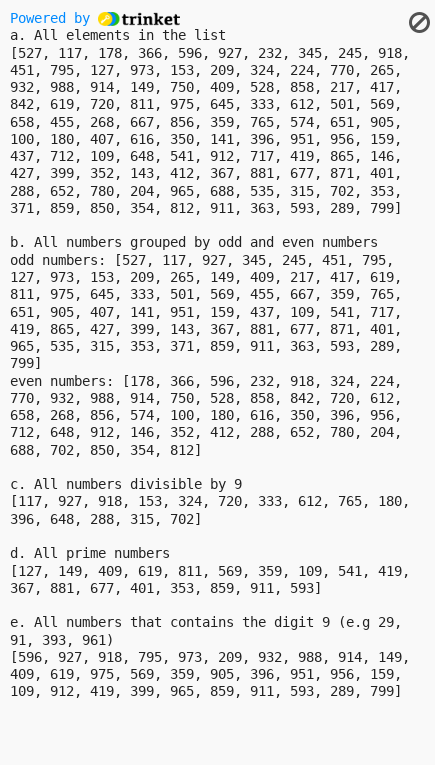 Powered by trinket
a. All elements in the list
[527, 117, 178, 366, 596, 927, 232, 345, 245, 918,
451, 795, 127, 973, 153, 209, 324, 224, 770, 265,
932, 988, 914, 149, 750, 409, 528, 858, 217, 417,
842, 619, 720, 811, 975, 645, 333, 612, 501, 569,
658, 455, 268, 667, 856, 359, 765, 574, 651, 905,
100, 180, 407, 616, 350, 141, 396, 951, 956, 159,
437, 712, 109, 648, 541, 912, 717, 419, 865, 146,
427, 399, 352, 143, 412, 367, 881, 677, 871, 401,
288, 652, 780, 204, 965, 688, 535, 315, 702, 353,
371, 859, 850, 354, 812, 911, 363, 593, 289, 799]
b. All numbers grouped by odd and even numbers
odd numbers: [527, 117, 927, 345, 245, 451, 795,
127, 973, 153, 209, 265, 149, 409, 217, 417, 619,
811, 975, 645, 333, 501, 569, 455, 667, 359, 765,
651, 905, 407, 141, 951, 159, 437, 109, 541, 717,
419, 865, 427, 399, 143, 367, 881, 677, 871, 401,
965, 535, 315, 353, 371, 859, 911, 363, 593, 289,
799]
even numbers: [178, 366, 596, 232, 918, 324, 224,
770, 932, 988, 914, 750, 528, 858, 842, 720, 612,
658, 268, 856, 574, 100, 180, 616, 350, 396, 956,
712, 648, 912, 146, 352, 412, 288, 652, 780, 204,
688, 702, 850, 354, 812]
c. All numbers divisible by 9
[117, 927, 918, 153, 324, 720, 333, 612, 765, 180,
396, 648, 288, 315, 702]
d. All prime numbers
[127, 149, 409, 619, 811, 569, 359, 109, 541, 419,
367, 881, 677, 401, 353, 859, 911, 593]
e. All numbers that contains the digit 9 (e.g 29,
91, 393, 961)
[596, 927, 918, 795, 973, 209, 932, 988, 914, 149,
409, 619, 975, 569, 359, 905, 396, 951, 956, 159,
109, 912, 419, 399, 965, 859, 911, 593, 289, 799]